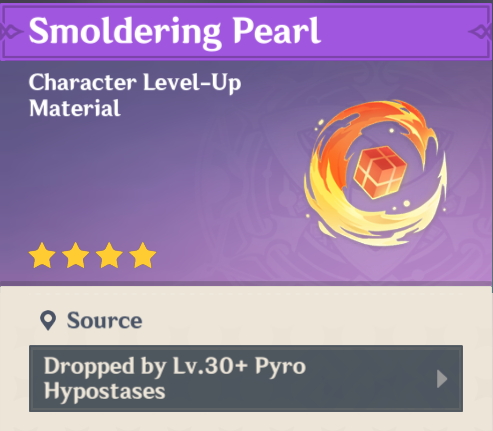 Smoldering Pearl
Character Level-Up
Material
Source
Dropped by Lv.30+ Pyro
Hypostases